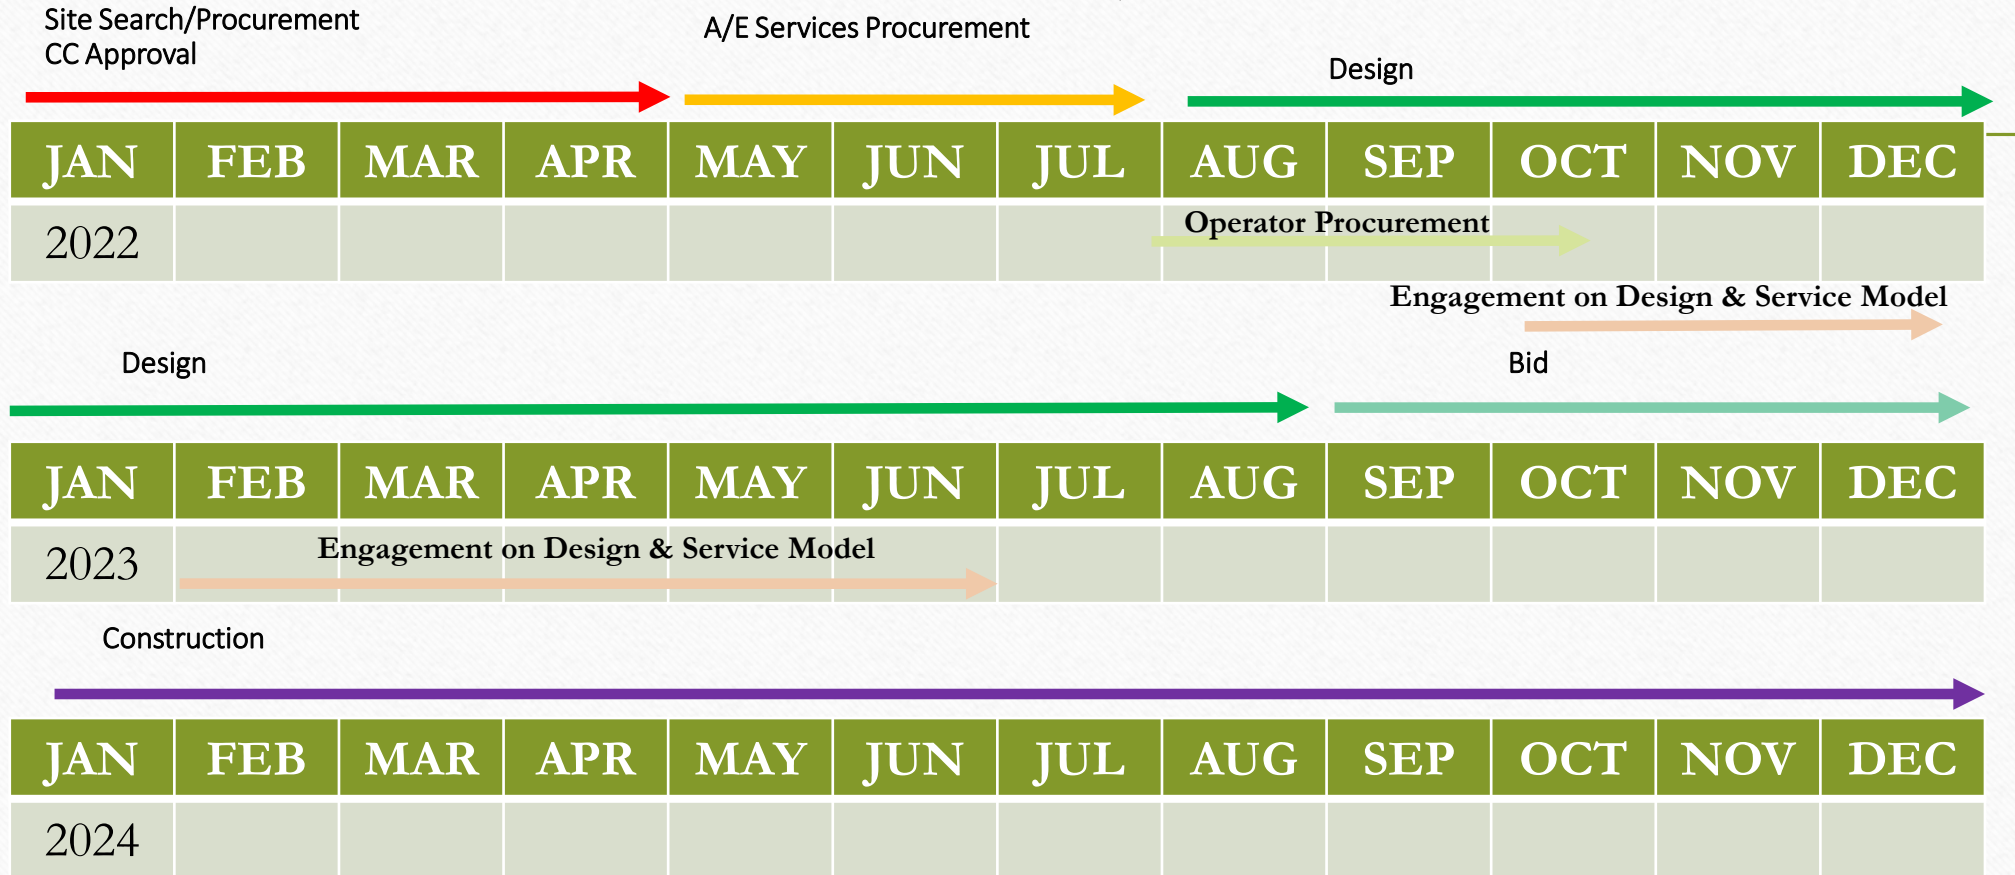 Site Search/Procurement
CC Approval
A/E Services Procurement
Design
JAN FEB MAR APR MAY JUN JUL AUG SEP OCT NOV DEC
2022
Operator Procurement
Engagement on Design & Service Model
Design
Bid
JAN FEB MAR APR MAY JUN JUL AUG SEP OCT NOV DEC
2023
Engagement on Design & Service Model
Construction
JAN FEB MAR APR MAY JUN JUL AUG SEP OCT NOV DEC
2024